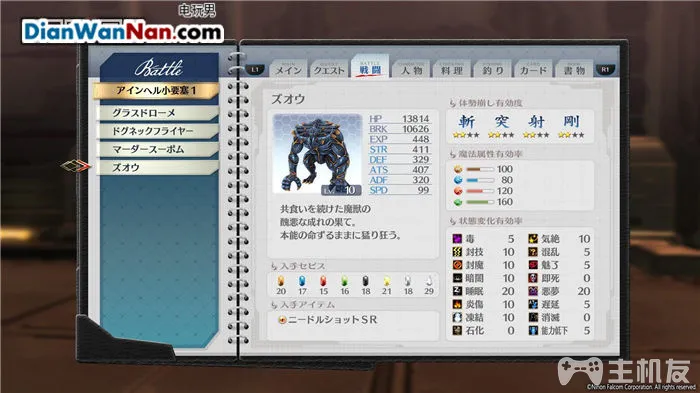 电玩男
DianWanNan.com
Battle
アインヘル小要塞1
グラスドローメ
ドグネックフライヤー
マーダースーポム
ズオウ
L1
メイン
クエスト
BATTLE
戦闘
人物
料理
釣り
カード
書物
R1
ズオウ
Lv. 10
HP 13814
BRK 10626
EXP 448
STR 411
DEF 329
ATS 407
ADF 320
SPD 99
共食いを続けた魔獣の
醜悪な成れの果て。
本能の命ずるままに猛り狂う。
入手セピス
20 17 15 16 18 21 18 29
入手アイテム
ニードルショットSR
体勢崩し有効度
斬 突 射 剛
★★★★★ ★★★★★ ★★★★★ ★★★★★
魔法属性有効率
100
80
120
160
状態変化有効率
毒 5 気絶 10
封技 10 混乱 5
封魔 10 魅了 5
暗闇 10 即死 0
睡眠 20 悪夢 20
炎傷 10 遅延 5
凍結 10 消滅 0
石化 0 能力低下 5
主机友
©Nihon Falcom Corporation. All rights reserved.